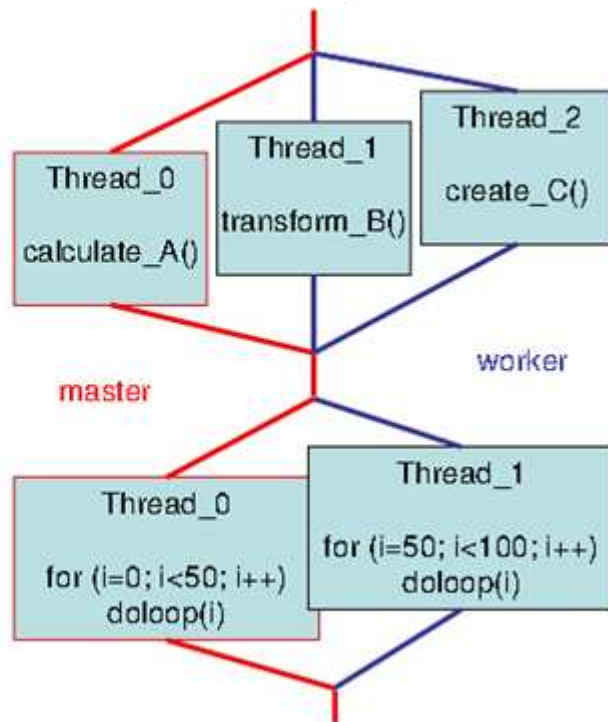 Thread_0
calculate_A()
Thread_1
transform_B()
Thread_2
create_C()
master
worker
Thread_0
for (i=0; i<50; i++)
doloop(i)
Thread_1
for (i=50; i<100; i++)
doloop(i)